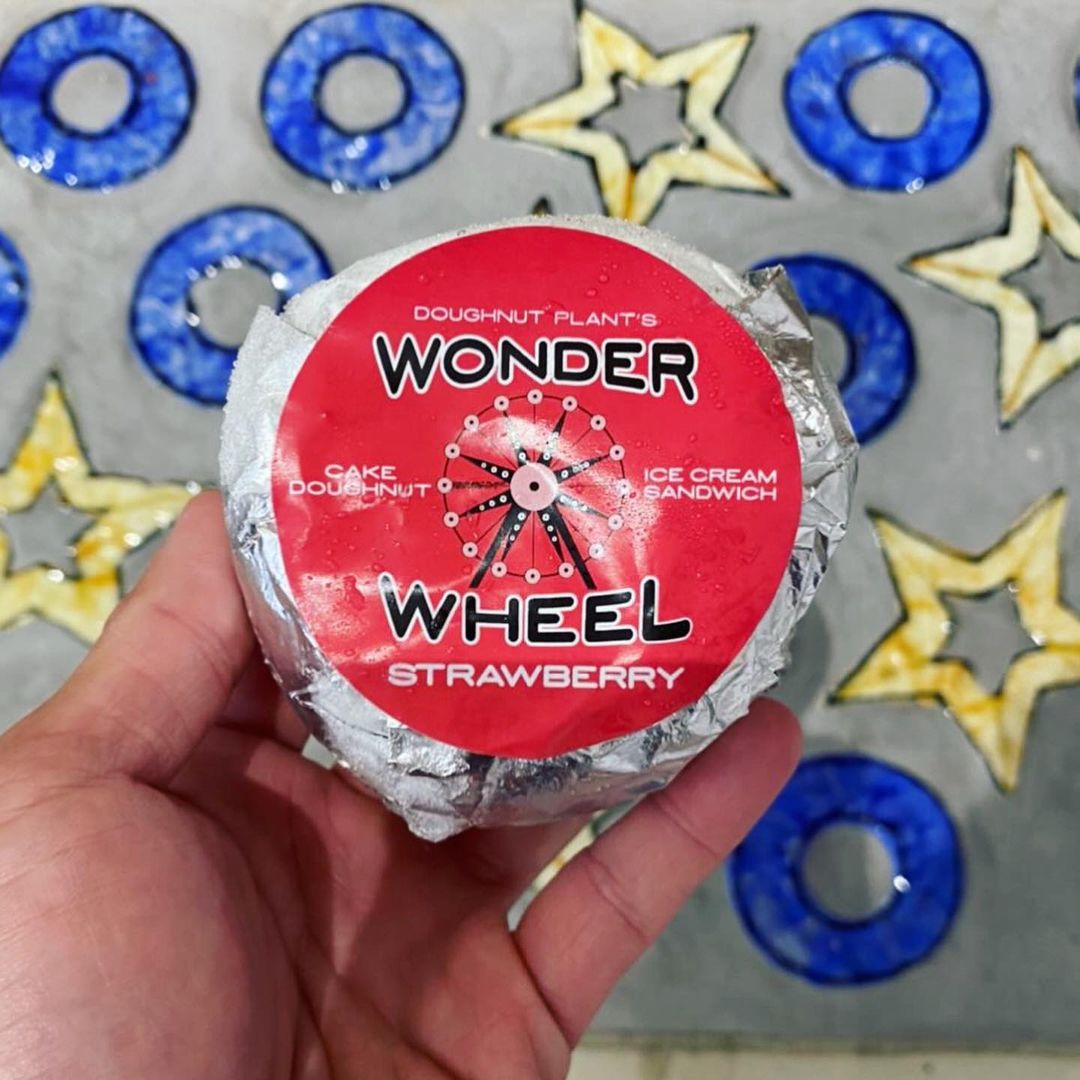 DOUGHNUT PLANT'S
WONDER
CAKE
DOUGHNUT
ICE CREAM
SANDWICH
WHEEL
STRAWBERRY